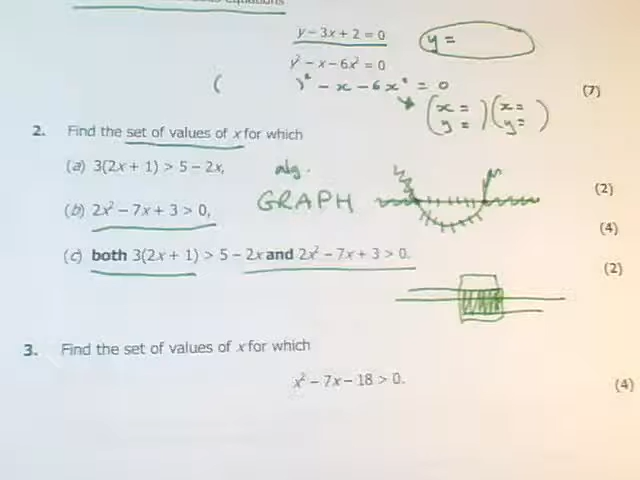 equations
y − 3x + 2 = 0
y =
y² − x − 6x² = 0
( )² − x − 6x² = 0
(7)
(x = )(x = )
(y = )(y = )
2. Find the set of values of x for which
(a) 3(2x + 1) > 5 − 2x,
alg.
(2)
(b) 2x² − 7x + 3 > 0,
GRAPH
(4)
(c) both 3(2x + 1) > 5 − 2x and 2x² − 7x + 3 > 0.
(2)
3. Find the set of values of x for which
x² − 7x − 18 > 0.
(4)